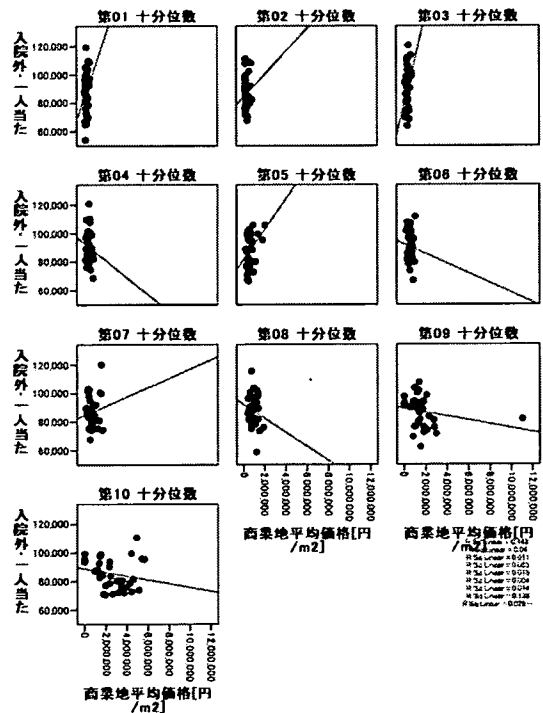 第01 十分位数
第02 十分位数
第03 十分位数
入院外・一人当た
120,000
100,000
80,000
60,000
第04 十分位数
第05 十分位数
第06 十分位数
入院外・一人当た
120,000
100,000
80,000
60,000
第07 十分位数
第08 十分位数
第09 十分位数
入院外・一人当た
120,000
100,000
80,000
60,000
0
2,000,000
4,000,000
6,000,000
8,000,000
10,000,000
12,000,000
0
2,000,000
4,000,000
6,000,000
8,000,000
10,000,000
12,000,000
商業地平均価格[円
/m2]
商業地平均価格[円
/m2]
第10 十分位数
入院外・一人当た
120,000
100,000
80,000
60,000
0
2,000,000
4,000,000
6,000,000
8,000,000
10,000,000
12,000,000
商業地平均価格[円
/m2]